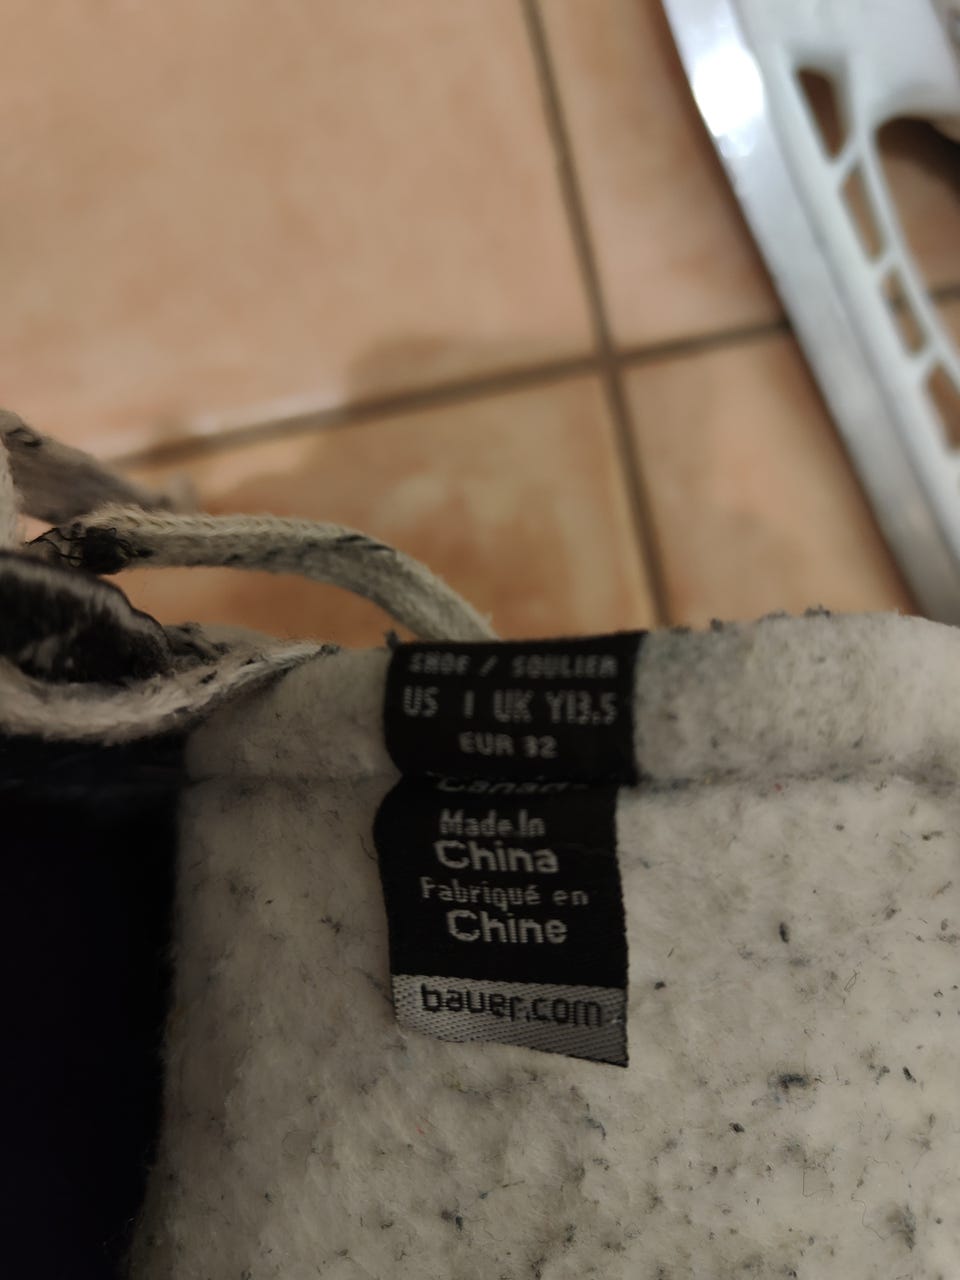 SHOE / SOULIER
US 1 UK Y13.5
EUR 32
Made In
China
Fabriqué en
Chine
bauer.com